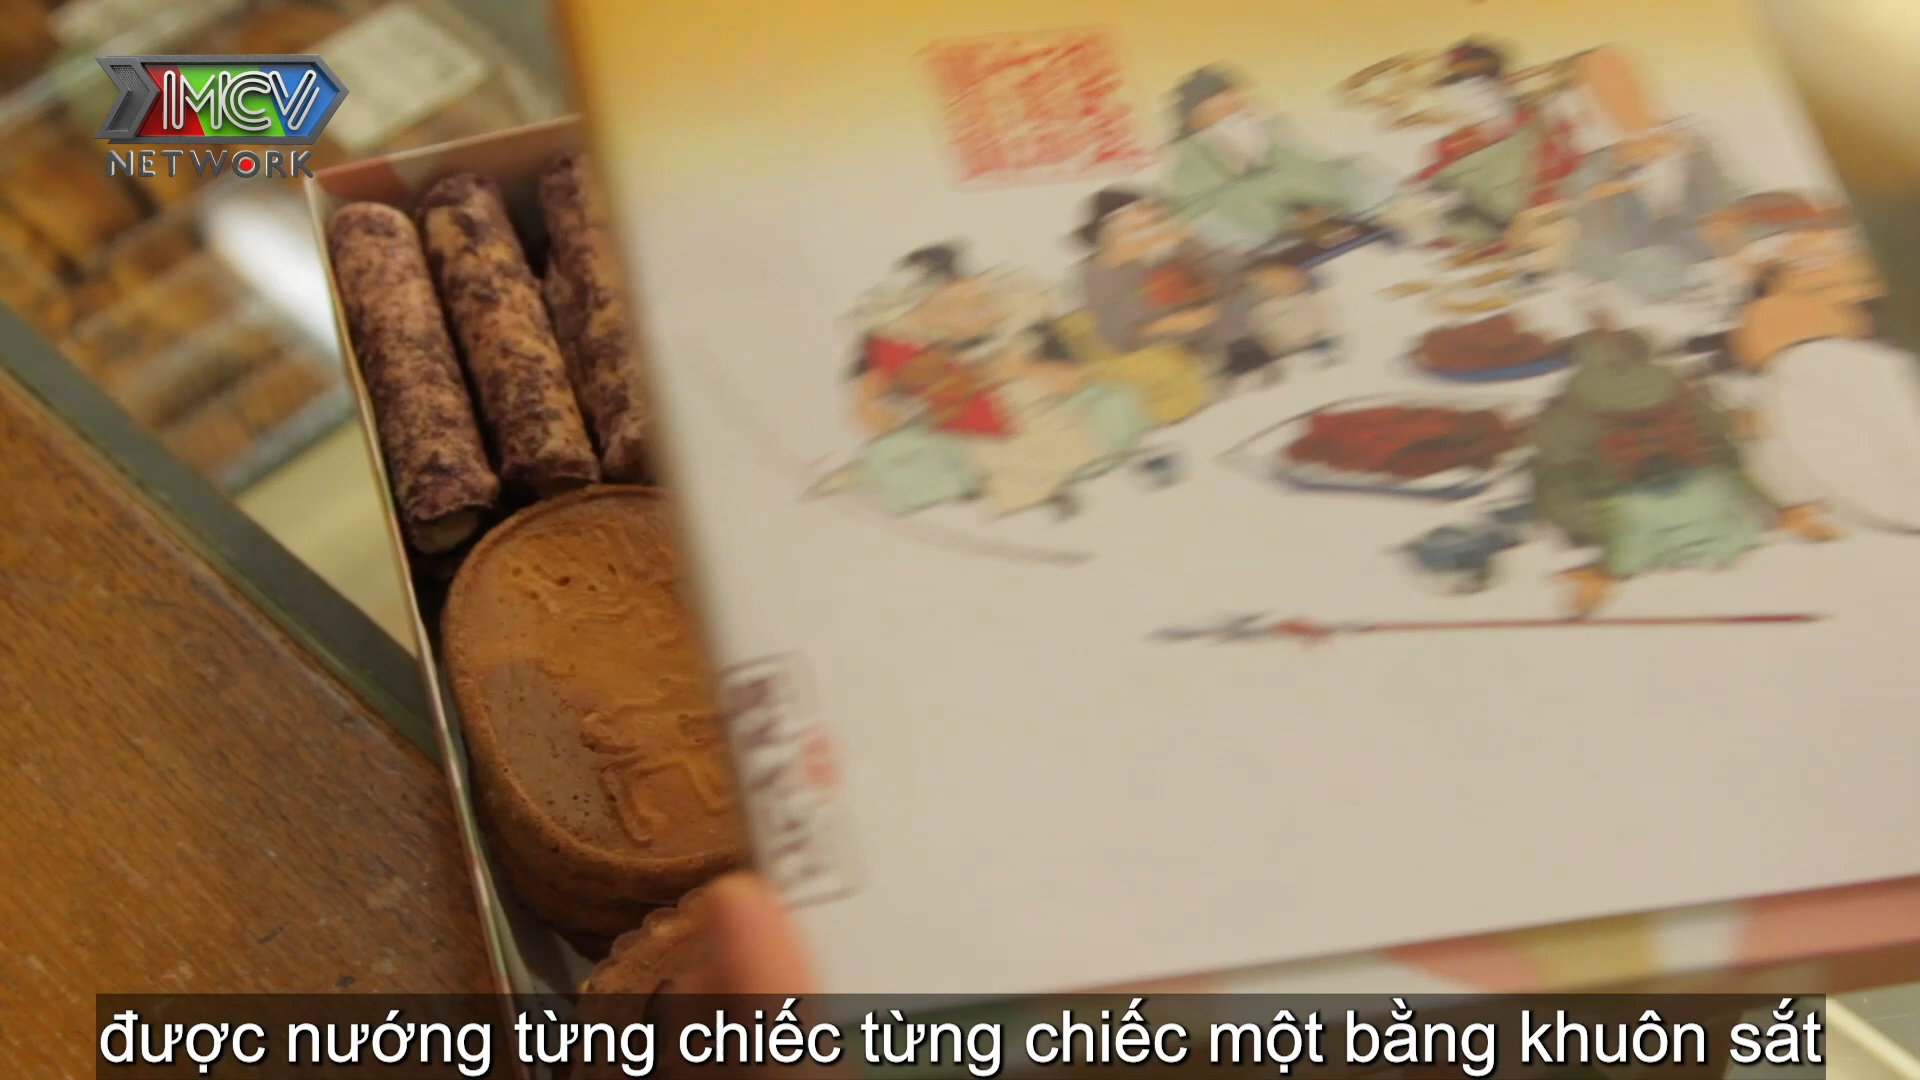 MCV
NETWORK
được nướng từng chiếc từng chiếc một bằng khuôn sắt